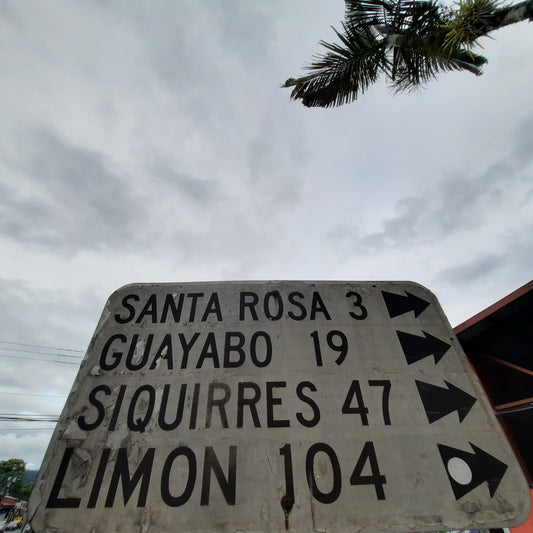 SANTA ROSA 3
GUAYABO 19
SIQUIRRES 47
LIMON 104